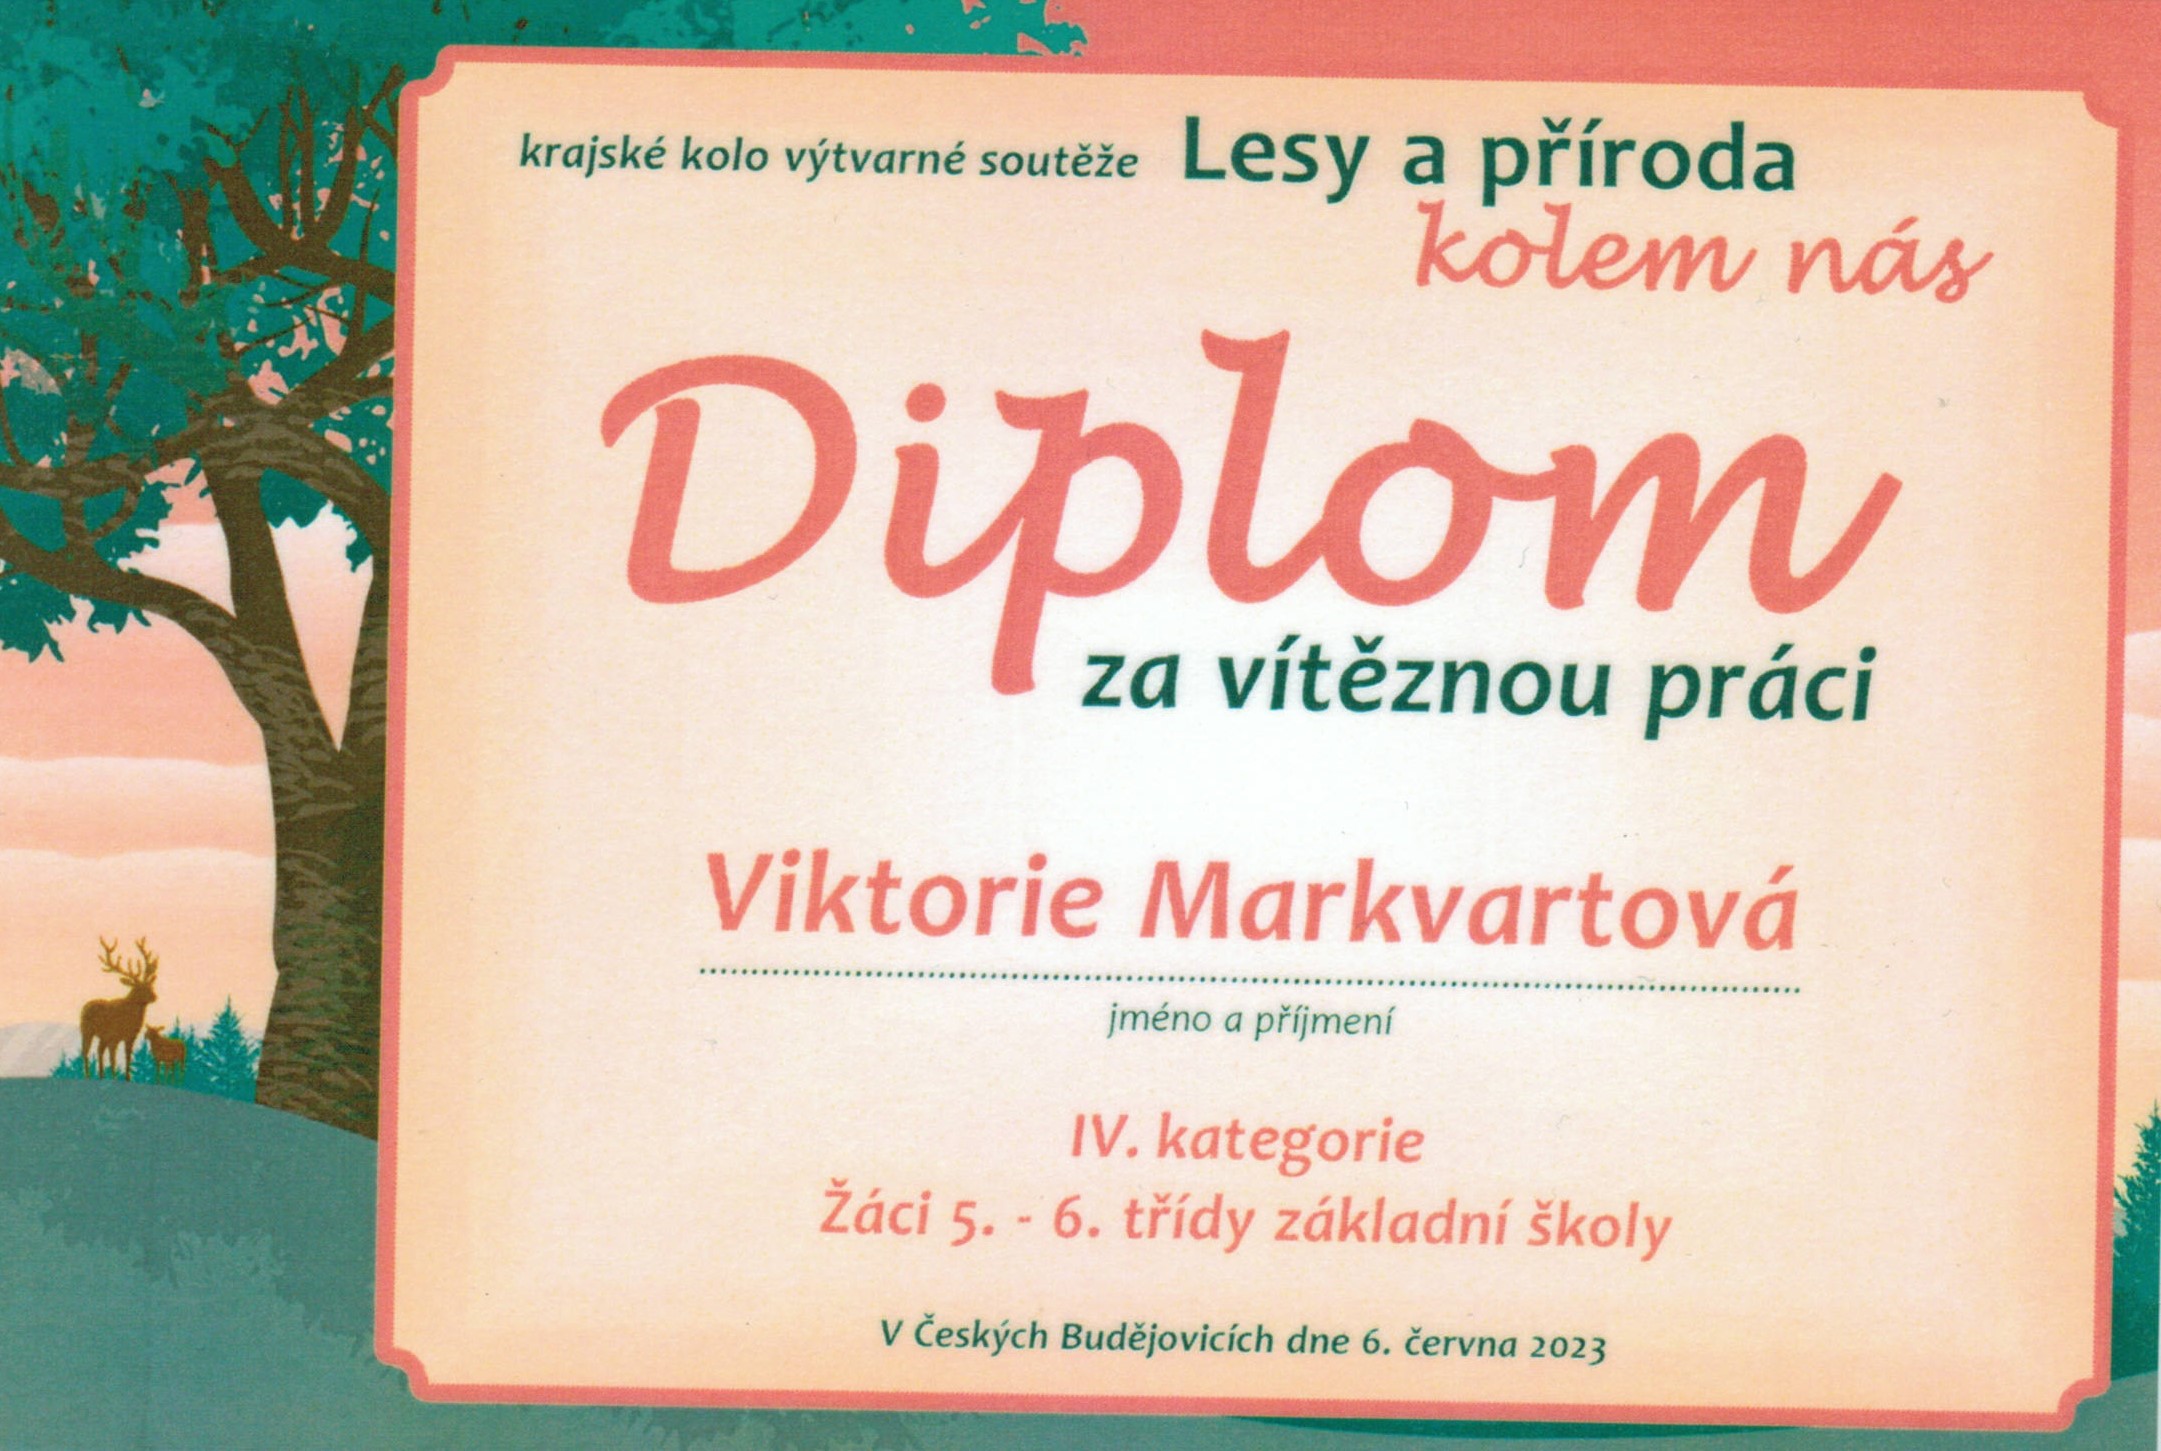 krajské kolo výtvarné soutěže Lesy a příroda
kolem nás
Diplom
za vítěznou práci
Viktorie Markvartová
jméno a příjmení
IV. kategorie
Žáci 5. - 6. třídy základní školy
V Českých Budějovicích dne 6. června 2023